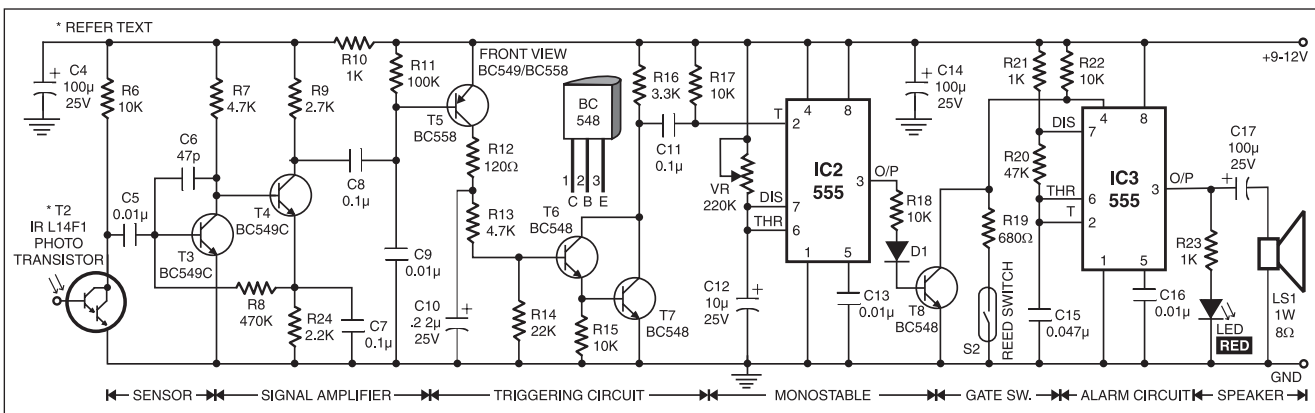 * REFER TEXT
C4
100µ
25V
R6
10K
R7
4.7K
R9
2.7K
R10
1K
R11
100K
FRONT VIEW
BC549/BC558
T5
BC558
BC
548
1 2 3
C B E
R16
3.3K
R17
10K
C14
100µ
25V
R21
1K
R22
10K
+9-12V
C6
47p
C5
0.01µ
* T2
IR L14F1
PHOTO
TRANSISTOR
T3
BC549C
T4
BC549C
C8
0.1µ
R12
120Ω
R13
4.7K
C11
0.1µ
T
2
4
8
VR
220K
DIS
7
THR
6
IC2
555
O/P
3
1
5
R18
10K
D1
T8
BC548
R19
680Ω
S2
REED SWITCH
DIS
7
4
8
R20
47K
THR
6
T
2
IC3
555
O/P
3
1
5
C17
100µ
25V
R23
1K
LED
RED
LS1
1W
8Ω
R8
470K
R24
2.2K
C7
0.1µ
C9
0.01µ
C10
.2 2µ
25V
R14
22K
T6
BC548
R15
10K
T7
BC548
C12
10µ
25V
C13
0.01µ
C15
0.047µ
C16
0.01µ
GND
SENSOR
SIGNAL AMPLIFIER
TRIGGERING CIRCUIT
MONOSTABLE
GATE SW.
ALARM CIRCUIT
SPEAKER